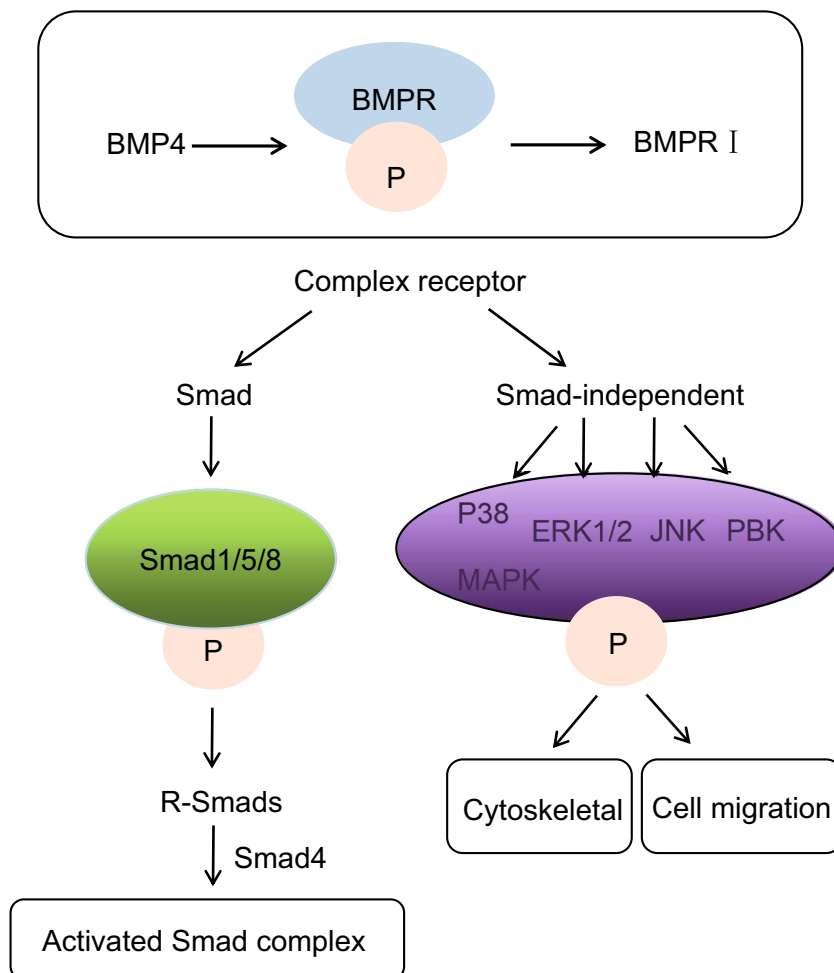 BMP4
BMPR
P
BMPR Ⅰ
Complex receptor
Smad
Smad-independent
Smad1/5/8
P
P38
MAPK
ERK1/2
JNK
PBK
P
R-Smads
Smad4
Activated Smad complex
Cytoskeletal
Cell migration